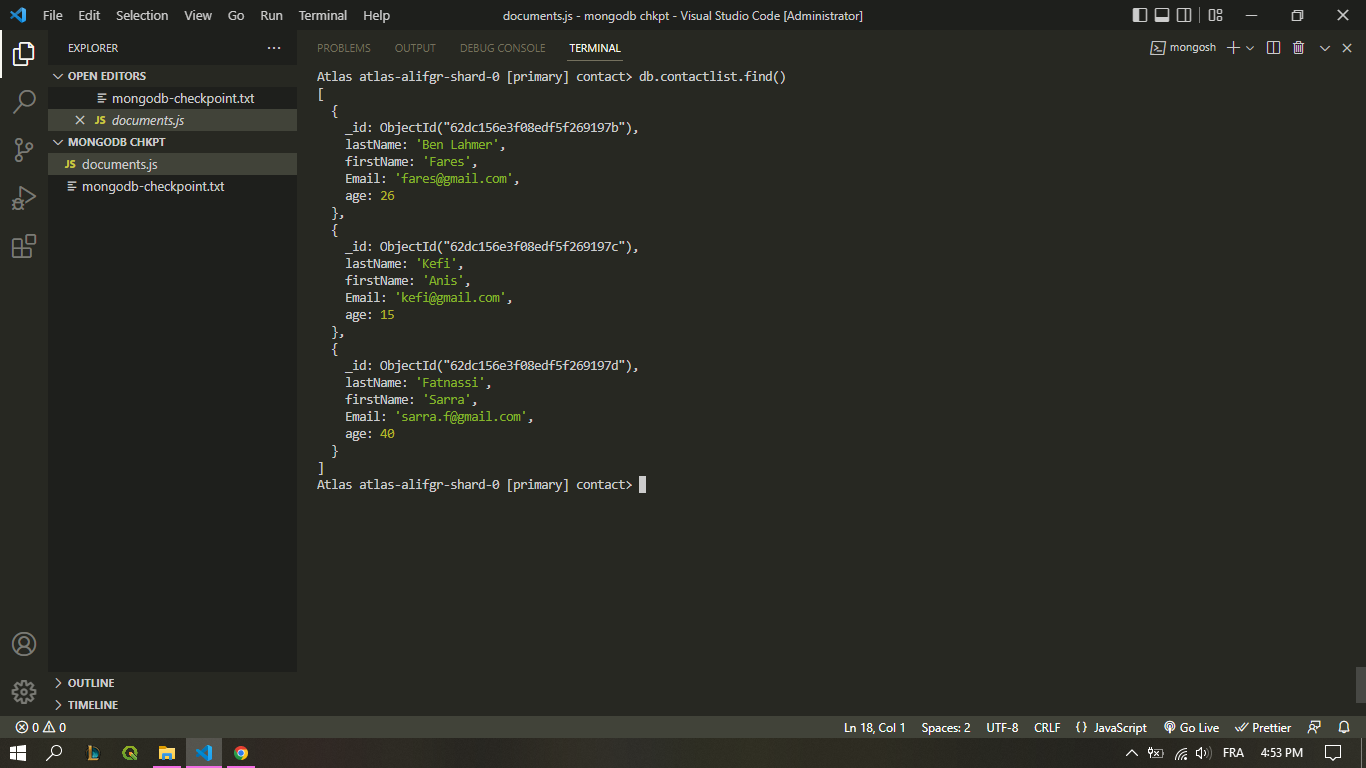 File Edit Selection View Go Run Terminal Help documents.js - mongodb chkpt - Visual Studio Code [Administrator]
EXPLORER
OPEN EDITORS
mongodb-checkpoint.txt
JS documents.js
MONGODB CHKPT
JS documents.js
mongodb-checkpoint.txt
OUTLINE
TIMELINE
PROBLEMS OUTPUT DEBUG CONSOLE TERMINAL mongosh
Atlas atlas-alifgr-shard-0 [primary] contact> db.contactlist.find()
[
{
_id: ObjectId("62dc156e3f08edf5f269197b"),
lastName: 'Ben Lahmer',
firstName: 'Fares',
Email: 'fares@gmail.com',
age: 26
},
{
_id: ObjectId("62dc156e3f08edf5f269197c"),
lastName: 'Kefi',
firstName: 'Anis',
Email: 'kefi@gmail.com',
age: 15
},
{
_id: ObjectId("62dc156e3f08edf5f269197d"),
lastName: 'Fatnassi',
firstName: 'Sarra',
Email: 'sarra.f@gmail.com',
age: 40
}
]
Atlas atlas-alifgr-shard-0 [primary] contact>
0 0 Ln 18, Col 1 Spaces: 2 UTF-8 CRLF {} JavaScript Go Live Prettier
FRA 4:53 PM